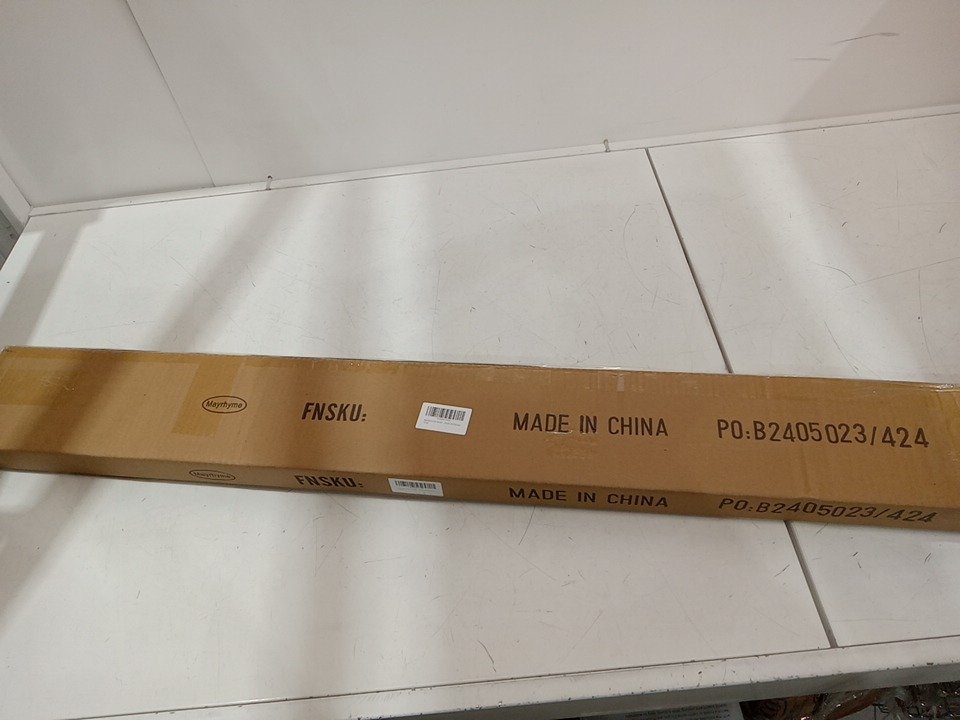 Mayrhyme
FNSKU:
MADE IN CHINA
PO:B2405023/424
Mayrhyme
FNSKU:
MADE IN CHINA
PO:B2405023/424